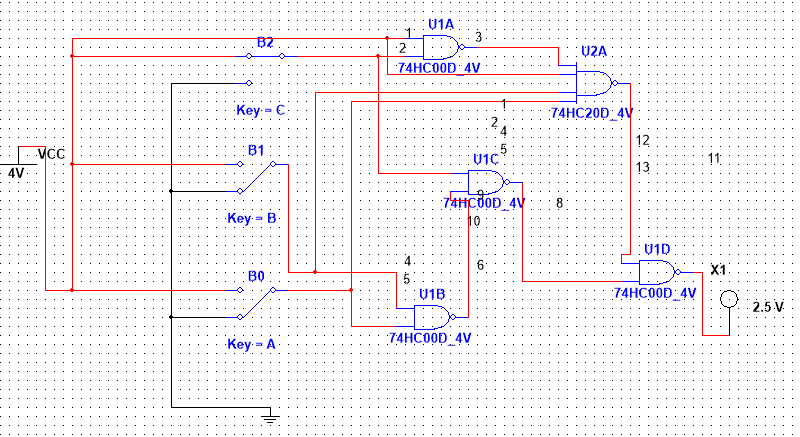 U1A
1
3
B2
2
U2A
74HC00D_4V
1
Key = C
74HC20D_4V
2
4
12
B1
VCC
5
U1C
11
13
4V
9
74HC00D_4V
8
Key = B
10
U1D
4
6
X1
B0
5
U1B
74HC00D_4V
2.5 V
74HC00D_4V
Key = A